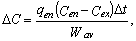 ΔC = q_en (C_en − C_ex) Δt / W_av ,